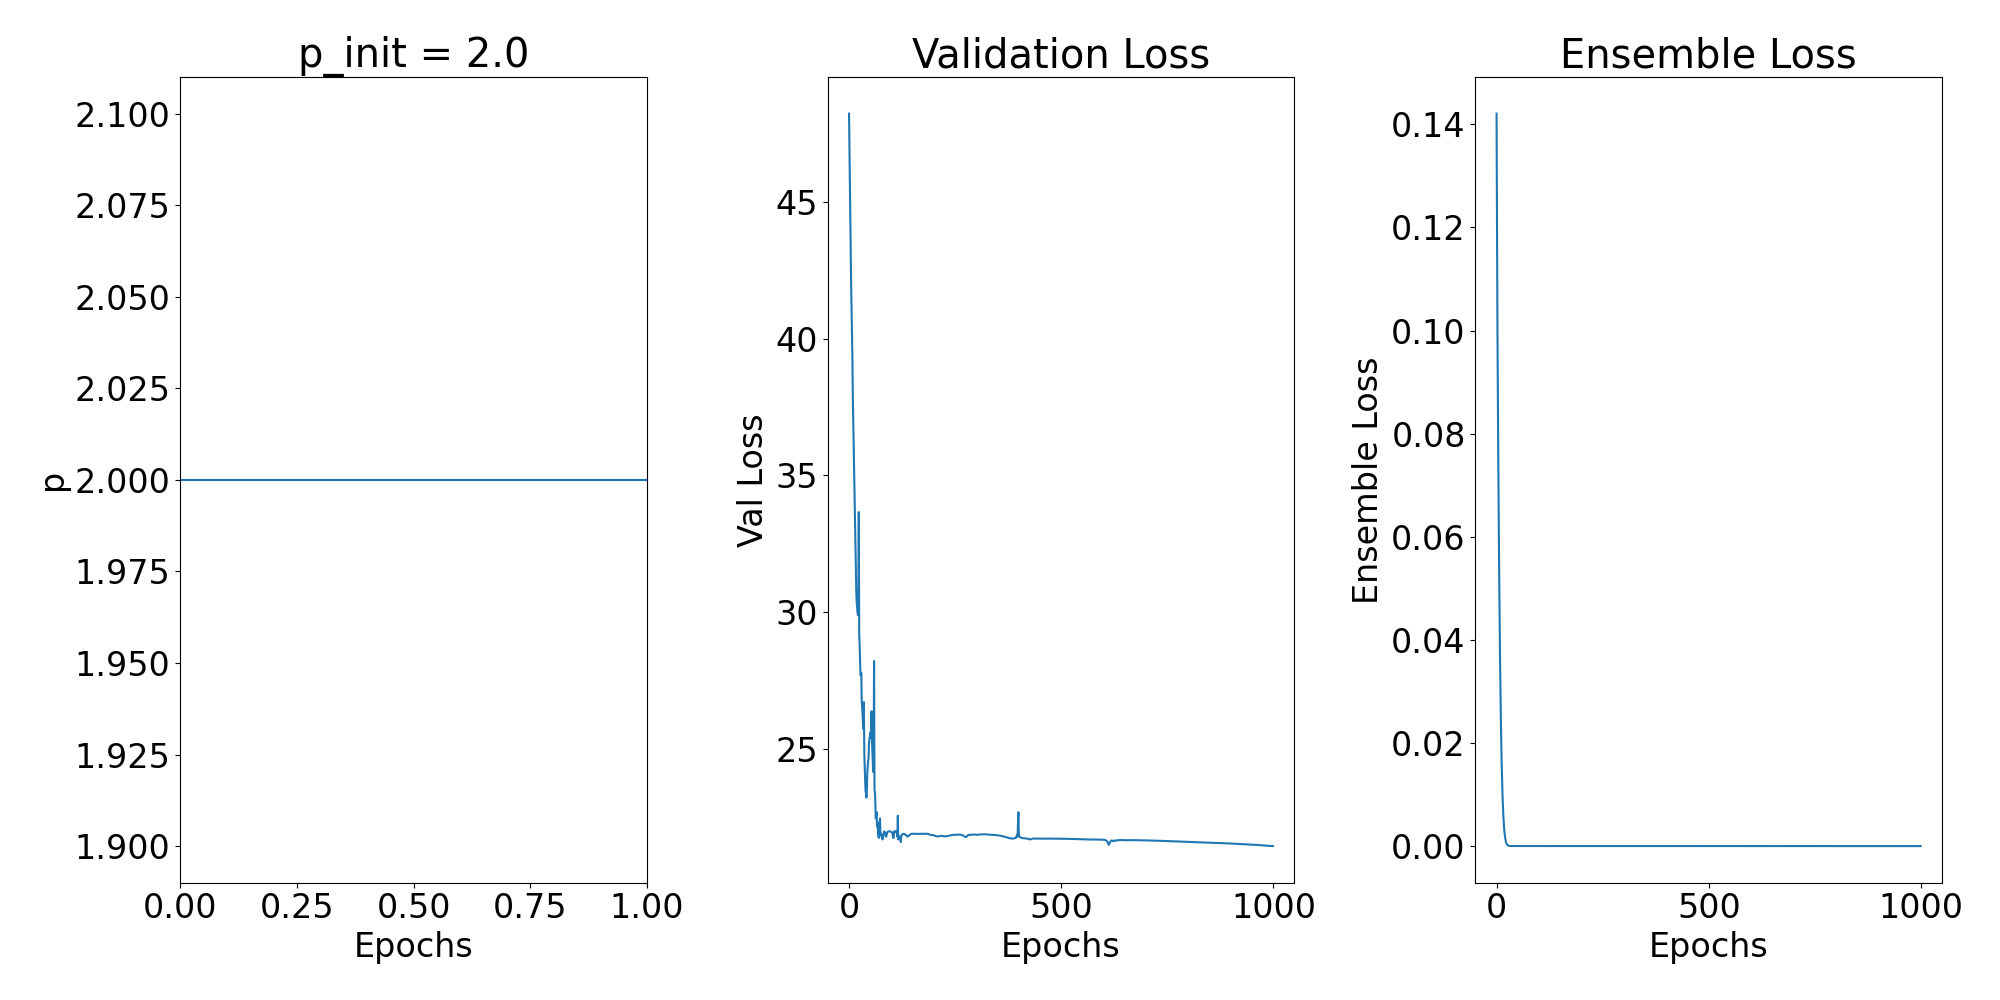 p_init = 2.0
2.100
2.075
2.050
2.025
2.000
1.975
1.950
1.925
1.900
p
0.00 0.25 0.50 0.75 1.00
Epochs
Validation Loss
45
40
35
30
25
Val Loss
0 500 1000
Epochs
Ensemble Loss
0.14
0.12
0.10
0.08
0.06
0.04
0.02
0.00
Ensemble Loss
0 500 1000
Epochs